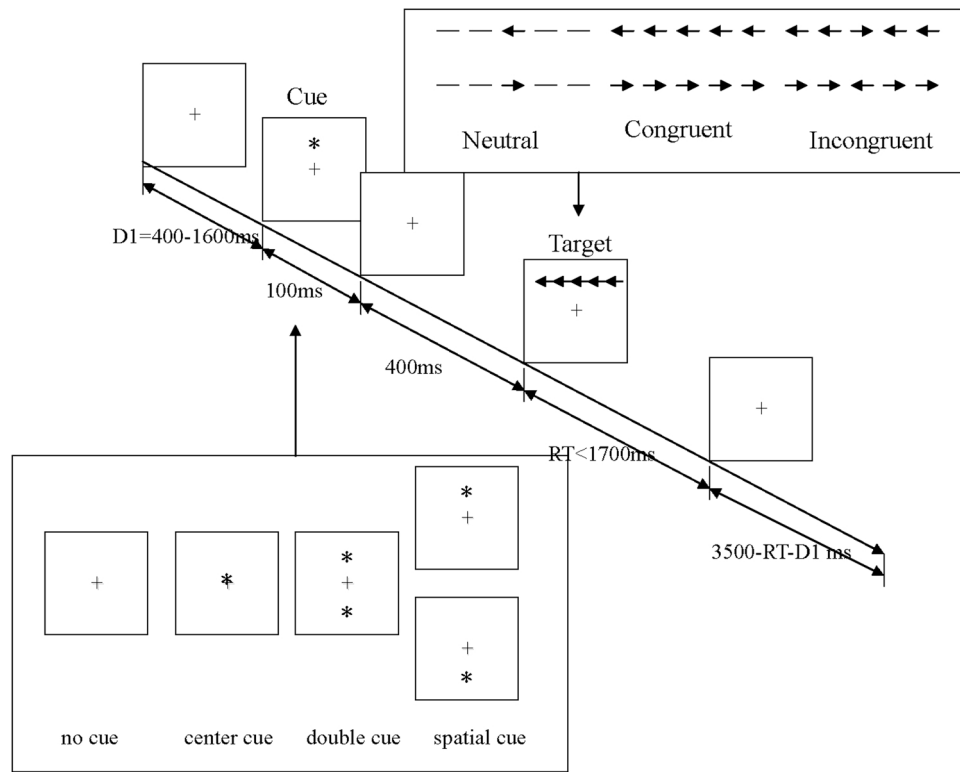 Cue
Neutral
Congruent
Incongruent
D1=400-1600ms
100ms
400ms
Target
RT<1700ms
3500-RT-D1 ms
no cue
center cue
double cue
spatial cue